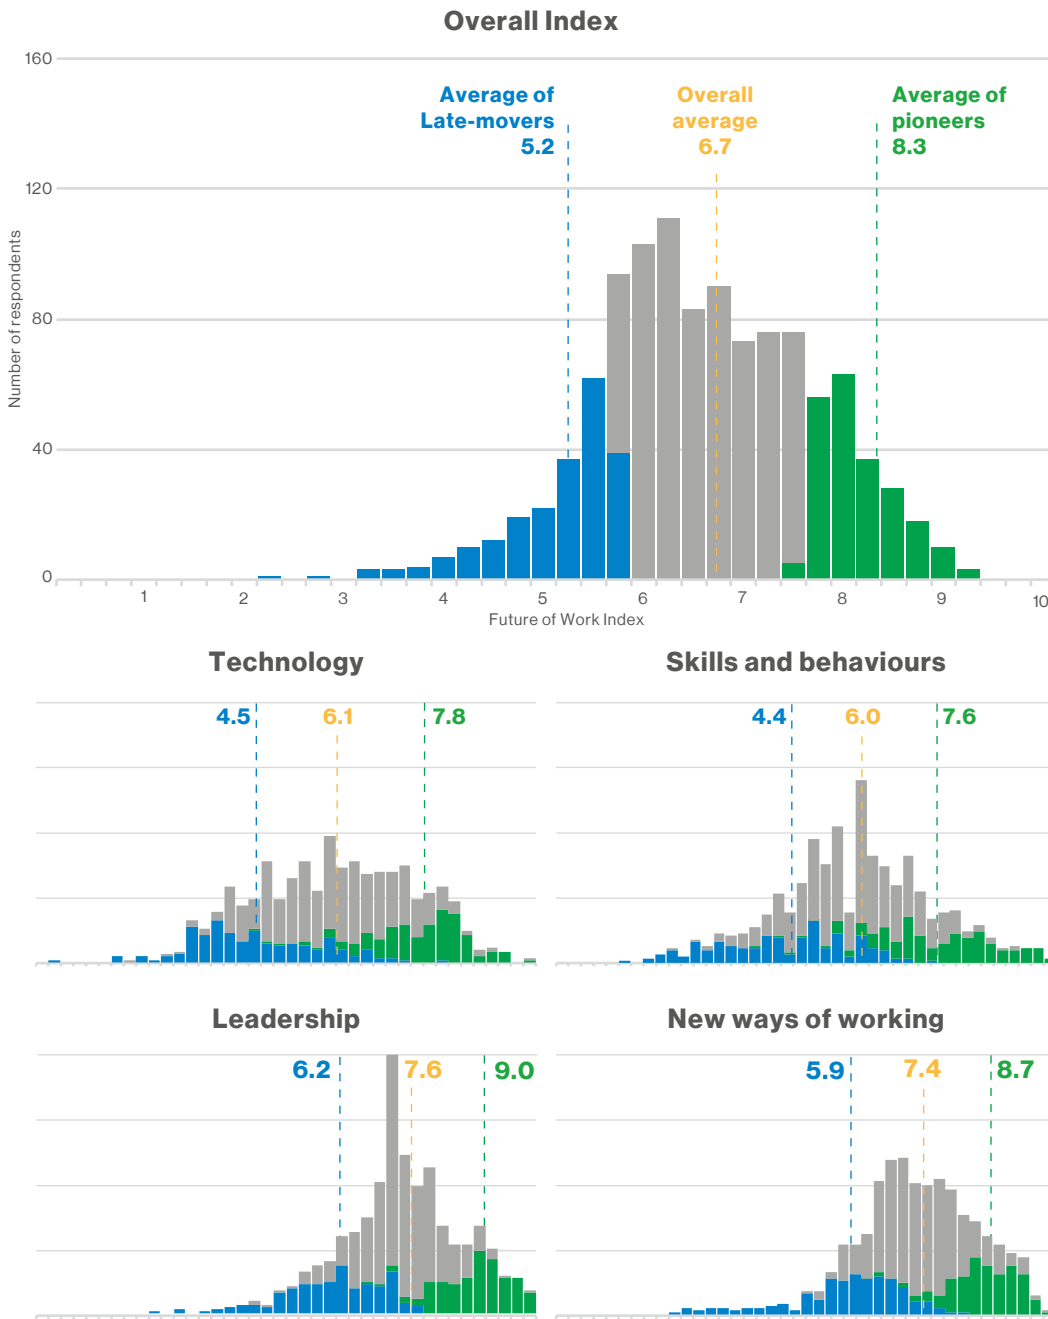 Overall Index
160
120
80
40
0
Number of respondents
Average of
Late-movers
5.2
Overall
average
6.7
Average of
pioneers
8.3
1 2 3 4 5 6 7 8 9 10
Future of Work Index
Technology
4.5 6.1 7.8
Skills and behaviours
4.4 6.0 7.6
Leadership
6.2 7.6 9.0
New ways of working
5.9 7.4 8.7